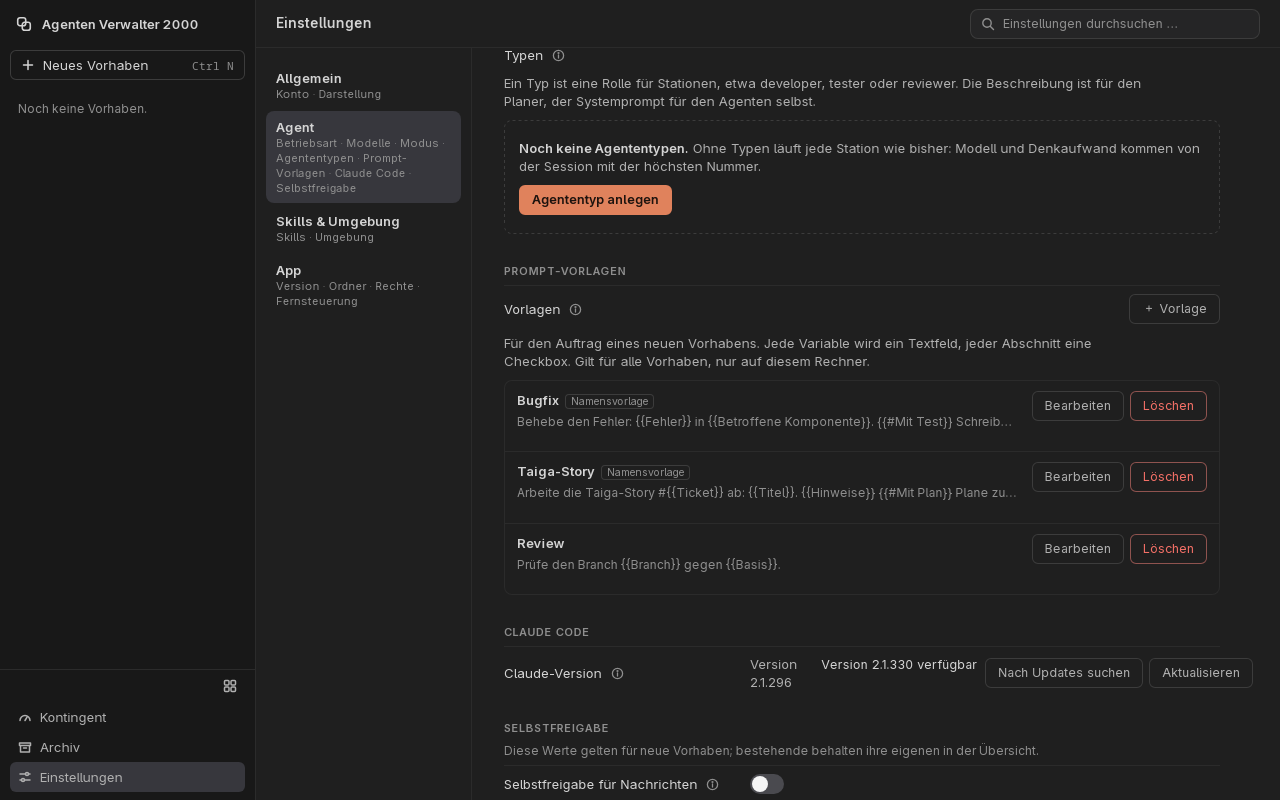 Agenten Verwalter 2000
Neues Vorhaben Ctrl N
Noch keine Vorhaben.
Kontingent
Archiv
Einstellungen
Einstellungen
Einstellungen durchsuchen …
Allgemein
Konto · Darstellung
Agent
Betriebsart · Modelle · Modus ·
Agententypen · Prompt-
Vorlagen · Claude Code ·
Selbstfreigabe
Skills & Umgebung
Skills · Umgebung
App
Version · Ordner · Rechte ·
Fernsteuerung
Typen
Ein Typ ist eine Rolle für Stationen, etwa developer, tester oder reviewer. Die Beschreibung ist für den
Planer, der Systemprompt für den Agenten selbst.
Noch keine Agententypen. Ohne Typen läuft jede Station wie bisher: Modell und Denkaufwand kommen von
der Session mit der höchsten Nummer.
Agententyp anlegen
PROMPT-VORLAGEN
Vorlagen
+ Vorlage
Für den Auftrag eines neuen Vorhabens. Jede Variable wird ein Textfeld, jeder Abschnitt eine
Checkbox. Gilt für alle Vorhaben, nur auf diesem Rechner.
Bugfix Namensvorlage
Behebe den Fehler: {{Fehler}} in {{Betroffene Komponente}}. {{#Mit Test}} Schreib…
Bearbeiten Löschen
Taiga-Story Namensvorlage
Arbeite die Taiga-Story #{{Ticket}} ab: {{Titel}}. {{Hinweise}} {{#Mit Plan}} Plane zu…
Bearbeiten Löschen
Review
Prüfe den Branch {{Branch}} gegen {{Basis}}.
Bearbeiten Löschen
CLAUDE CODE
Claude-Version
Version
2.1.296
Version 2.1.330 verfügbar
Nach Updates suchen Aktualisieren
SELBSTFREIGABE
Diese Werte gelten für neue Vorhaben; bestehende behalten ihre eigenen in der Übersicht.
Selbstfreigabe für Nachrichten